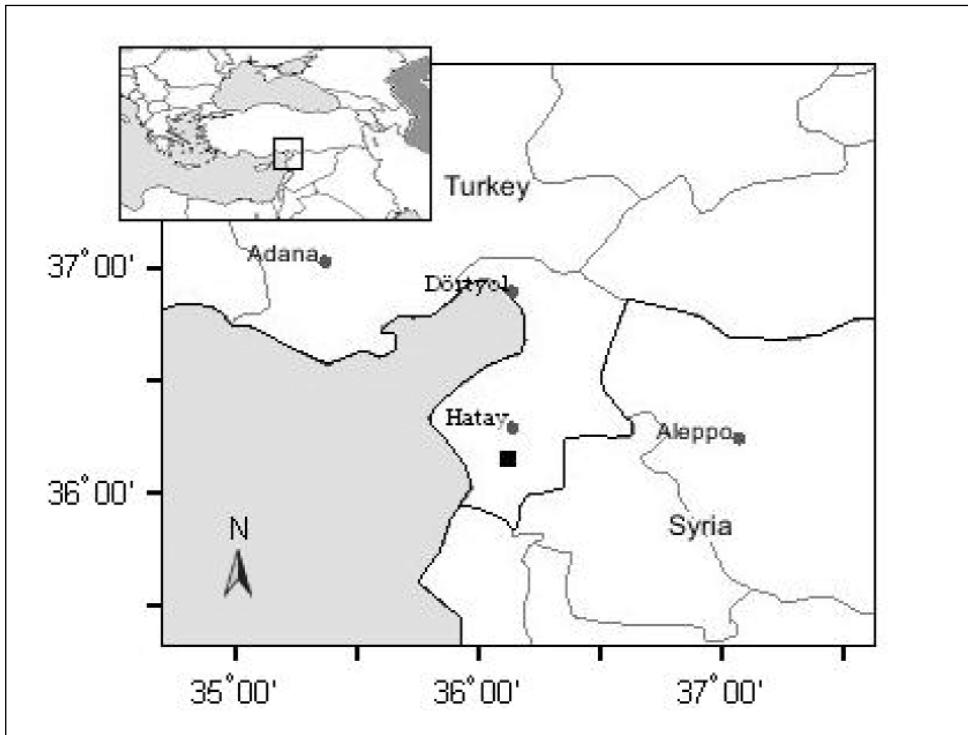 Turkey
Adana
37°00'
Dörtyol
Hatay
Aleppo
36°00'
Syria
N
35°00'
36°00'
37°00'